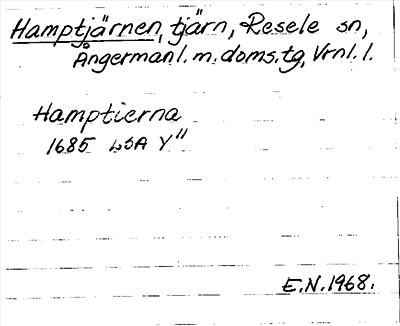 Hamptjärnen, tjärn, Resele sn,
Ångermanl. m. doms.tg, Vrnl. l.
Hamptierna
1685 LSA Y"
E.N. 1968.